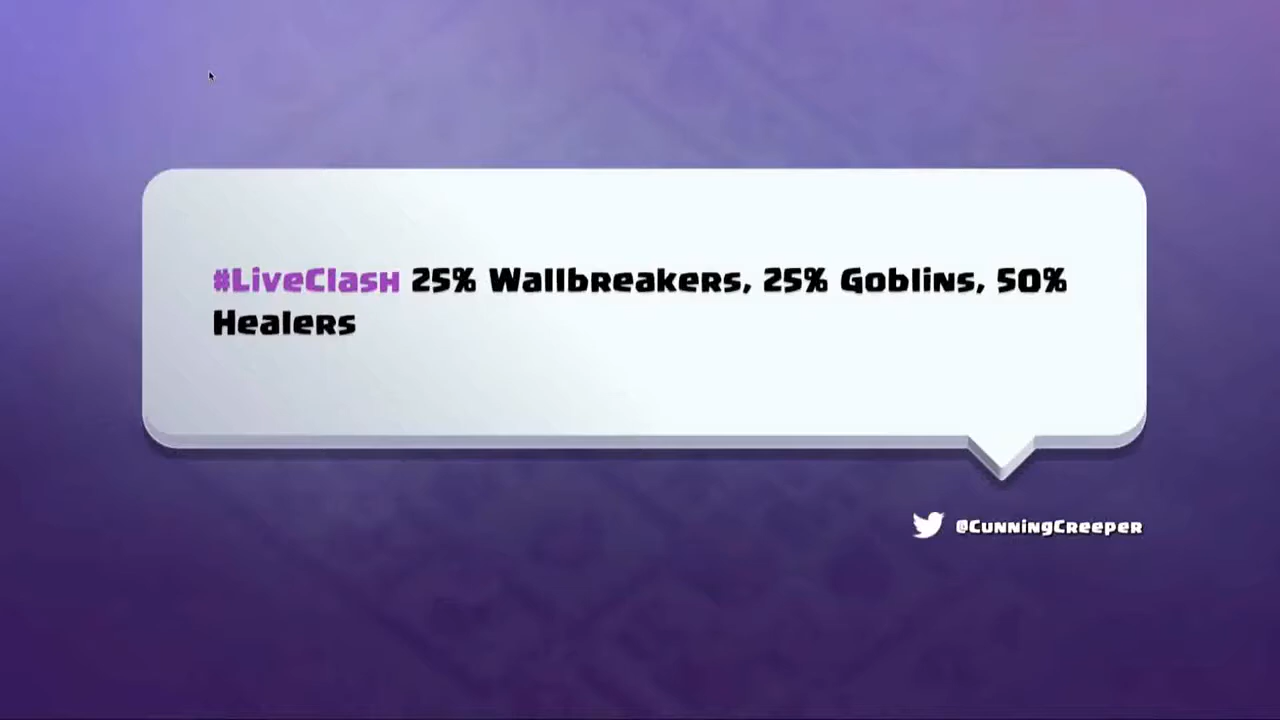 #LiveClash 25% Wallbreakers, 25% Goblins, 50%
Healers
@CunningCreeper